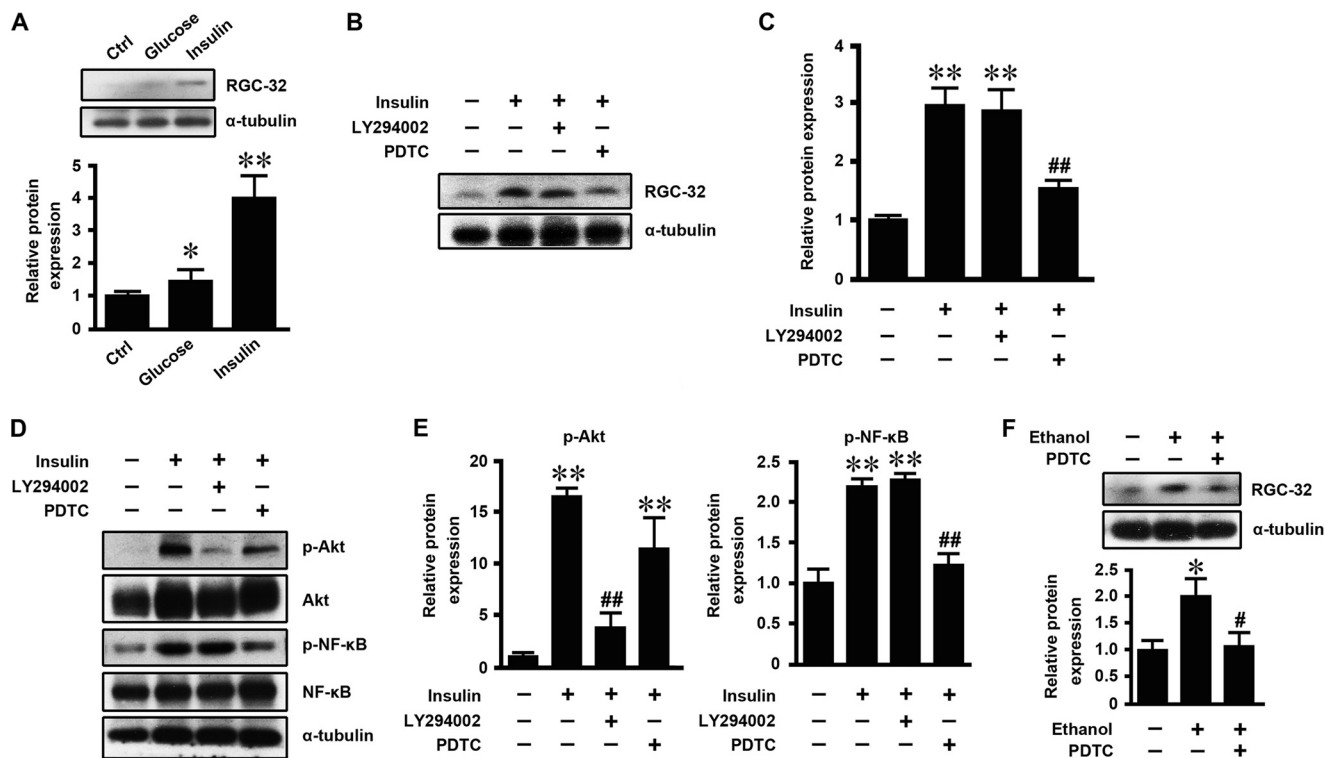 A
Ctrl
Glucose
Insulin
RGC-32
α-tubulin
Relative protein
expression
5
4
3
2
1
0
*
**
Ctrl
Glucose
Insulin
B
Insulin – + + +
LY294002 – – + –
PDTC – – – +
RGC-32
α-tubulin
C
Relative protein expression
4
3
2
1
0
** ** ##
Insulin – + + +
LY294002 – – + –
PDTC – – – +
D
Insulin – + + +
LY294002 – – + –
PDTC – – – +
p-Akt
Akt
p-NF-κB
NF-κB
α-tubulin
E
p-Akt
Relative protein
expression
20
15
10
5
0
** ## **
Insulin – + + +
LY294002 – – + –
PDTC – – – +
p-NF-κB
Relative protein
expression
2.5
2.0
1.5
1.0
0.5
0
** ** ##
Insulin – + + +
LY294002 – – + –
PDTC – – – +
F
Ethanol – + +
PDTC – – +
RGC-32
α-tubulin
Relative protein
expression
2.5
2.0
1.5
1.0
0.5
0
* #
Ethanol – + +
PDTC – – +